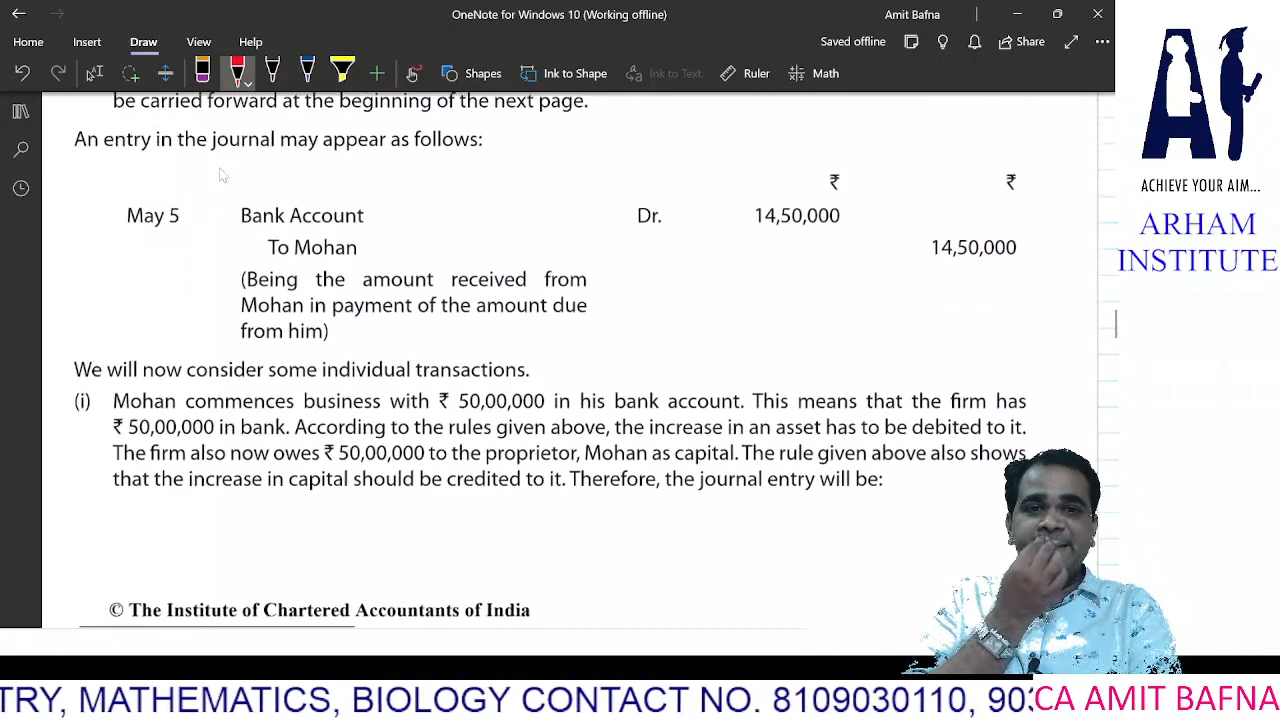 OneNote for Windows 10 (Working offline)
Amit Bafna
Home Insert Draw View Help
Saved offline
Share
Shapes
Ink to Shape
Ink to Text
Ruler
Math
be carried forward at the beginning of the next page.
An entry in the journal may appear as follows:
₹ ₹
May 5 Bank Account Dr. 14,50,000
To Mohan 14,50,000
(Being the amount received from
Mohan in payment of the amount due
from him)
We will now consider some individual transactions.
(i) Mohan commences business with ₹ 50,00,000 in his bank account. This means that the firm has
₹ 50,00,000 in bank. According to the rules given above, the increase in an asset has to be debited to it.
The firm also now owes ₹ 50,00,000 to the proprietor, Mohan as capital. The rule given above also shows
that the increase in capital should be credited to it. Therefore, the journal entry will be:
© The Institute of Chartered Accountants of India
AI
ACHIEVE YOUR AIM...
ARHAM
INSTITUTE
TRY, MATHEMATICS, BIOLOGY CONTACT NO. 8109030110, 90
CA AMIT BAFNA